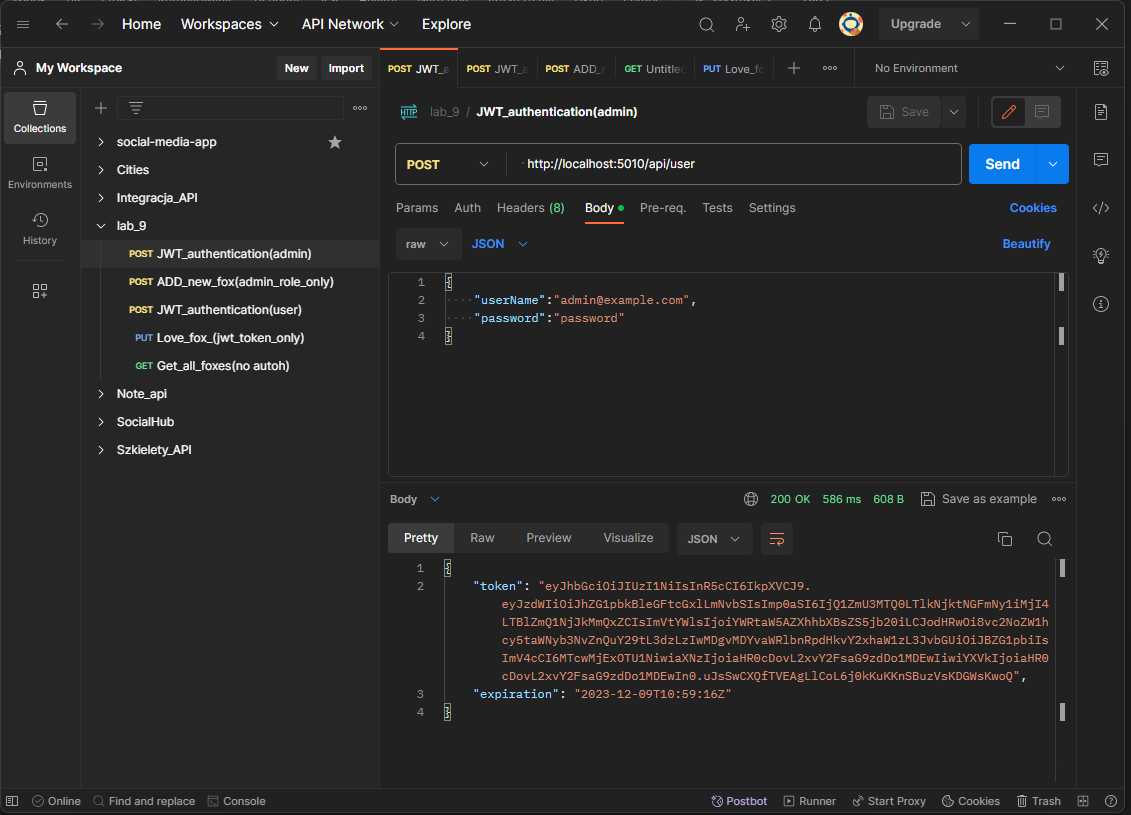 Home Workspaces API Network Explore Upgrade
My Workspace New Import POST JWT_a POST JWT_a POST ADD_r GET Untitled PUT Love_fo No Environment
Collections
Environments
History
social-media-app
Cities
Integracja_API
lab_9
POST JWT_authentication(admin)
POST ADD_new_fox(admin_role_only)
POST JWT_authentication(user)
PUT Love_fox_(jwt_token_only)
GET Get_all_foxes(no autoh)
Note_api
SocialHub
Szkielety_API
HTTP lab_9 / JWT_authentication(admin) Save
POST http://localhost:5010/api/user Send
Params Auth Headers (8) Body Pre-req. Tests Settings Cookies
raw JSON Beautify
1 {
2 ····"userName":"admin@example.com",
3 ····"password":"password"
4 }
Body 200 OK 586 ms 608 B Save as example
Pretty Raw Preview Visualize JSON
1 {
2 "token": "eyJhbGciOiJIUzI1NiIsInR5cCI6IkpXVCJ9.
eyJzdWIiOiJhZG1pbkBleGFtcGxlLmNvbSIsImp0aSI6IjQ1ZmU3MTQ0LTlkNjktNGFmNy1iMjI4
LTBlZmQ1NjJkMmQxZCIsImVtYWlsIjoiYWRtaW5AZXhhbXBsZS5jb20iLCJodHRwOi8vc2NoZW1h
cy5taWNyb3NvZnQuY29tL3dzLzIwMDgvMDYvaWRlbnRpdHkvY2xhaW1zL3JvbGUiOiJBZG1pbiIs
ImV4cCI6MTcwMjExOTU1NiwiaXNzIjoiaHR0cDovL2xvY2FsaG9zdDo1MDEwIiwiYXVkIjoiaHR0
cDovL2xvY2FsaG9zdDo1MDEwIn0.uJsSwCXQfTVEAgLlCoL6j0kKuKKnSBuzVsKDGWsKwoQ",
3 "expiration": "2023-12-09T10:59:16Z"
4 }
Online Find and replace Console Postbot Runner Start Proxy Cookies Trash